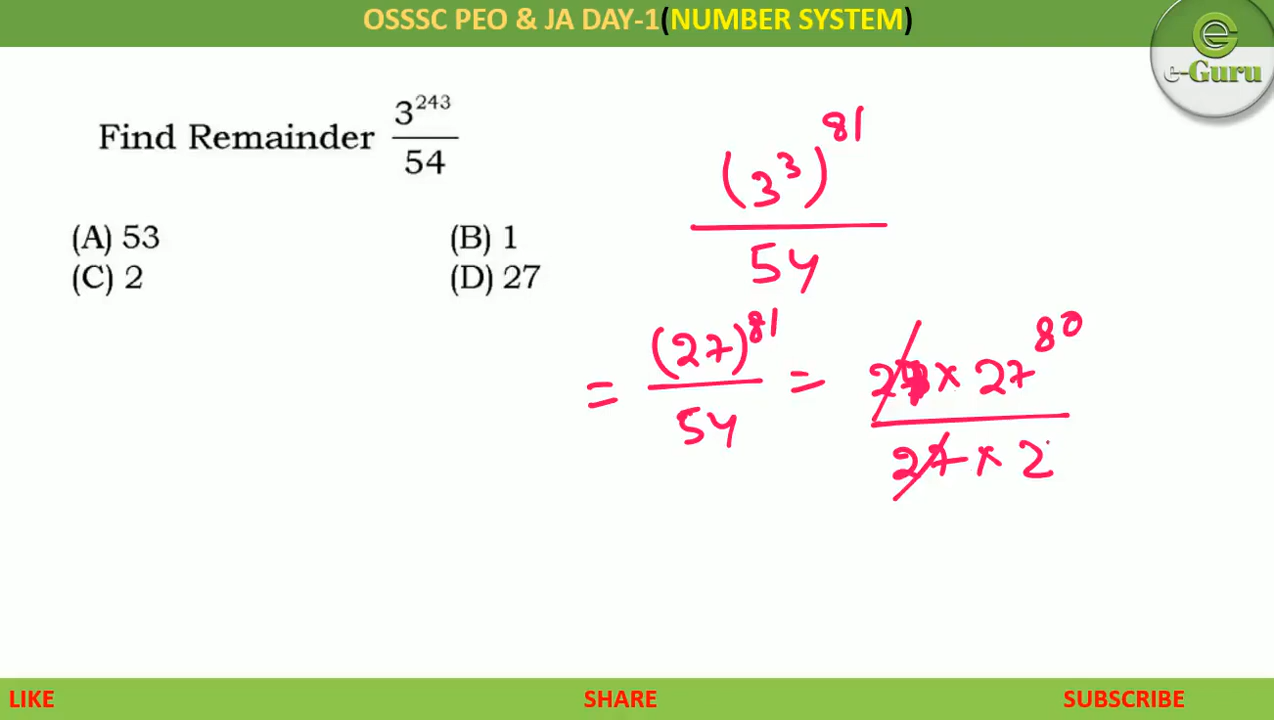 OSSSC PEO & JA DAY-1(NUMBER SYSTEM)
e
e-Guru
Find Remainder 3^243/54
(A) 53 (B) 1
(C) 2 (D) 27
(3^3)^81
54
= (27)^81/54 = 27 × 27^80/27 × 2
LIKE SHARE SUBSCRIBE